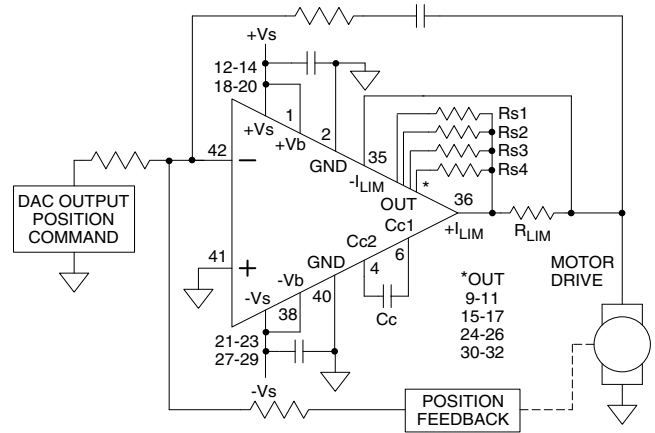 +Vs
12-14
18-20
1
2
+Vs
+Vb
GND
35
-ILIM
Rs1
Rs2
Rs3
Rs4
*
OUT
42
−
36
+ILIM
RLIM
DAC OUTPUT
POSITION
COMMAND
41
+
Cc1
Cc2
GND
-Vb
-Vs
4
6
40
38
Cc
21-23
27-29
-Vs
*OUT
9-11
15-17
24-26
30-32
MOTOR
DRIVE
POSITION
FEEDBACK